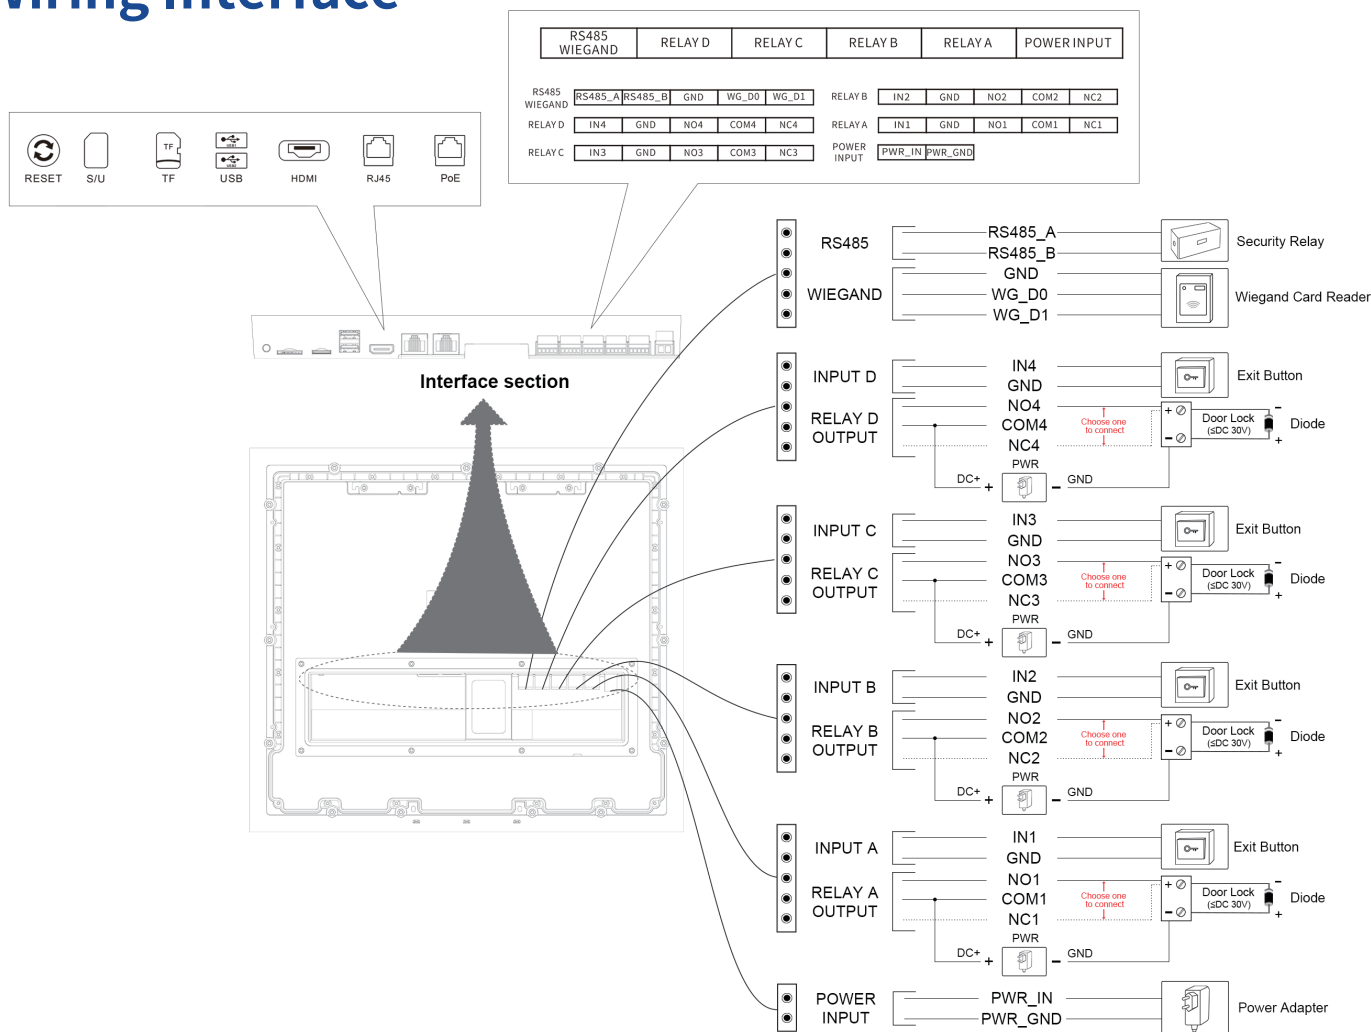 Wiring Interface
RS485 WIEGAND RELAY D RELAY C RELAY B RELAY A POWER INPUT
RS485 WIEGAND RS485_A RS485_B GND WG_D0 WG_D1
RELAY D IN4 GND NO4 COM4 NC4
RELAY C IN3 GND NO3 COM3 NC3
RELAY B IN2 GND NO2 COM2 NC2
RELAY A IN1 GND NO1 COM1 NC1
POWER INPUT PWR_IN PWR_GND
TF
USB1
USB2
RESET S/U TF USB HDMI RJ45 PoE
Interface section
RS485
RS485_A
RS485_B
Security Relay
WIEGAND
GND
WG_D0
WG_D1
Wiegand Card Reader
INPUT D
IN4
GND
Exit Button
RELAY D
OUTPUT
NO4
COM4
NC4
Choose one
to connect
+
-
Door Lock
(≤DC 30V)
-
+
Diode
PWR
DC+ + - GND
INPUT C
IN3
GND
Exit Button
RELAY C
OUTPUT
NO3
COM3
NC3
Choose one
to connect
+
-
Door Lock
(≤DC 30V)
-
+
Diode
PWR
DC+ + - GND
INPUT B
IN2
GND
Exit Button
RELAY B
OUTPUT
NO2
COM2
NC2
Choose one
to connect
+
-
Door Lock
(≤DC 30V)
-
+
Diode
PWR
DC+ + - GND
INPUT A
IN1
GND
Exit Button
RELAY A
OUTPUT
NO1
COM1
NC1
Choose one
to connect
+
-
Door Lock
(≤DC 30V)
-
+
Diode
PWR
DC+ + - GND
POWER
INPUT
PWR_IN
PWR_GND
Power Adapter